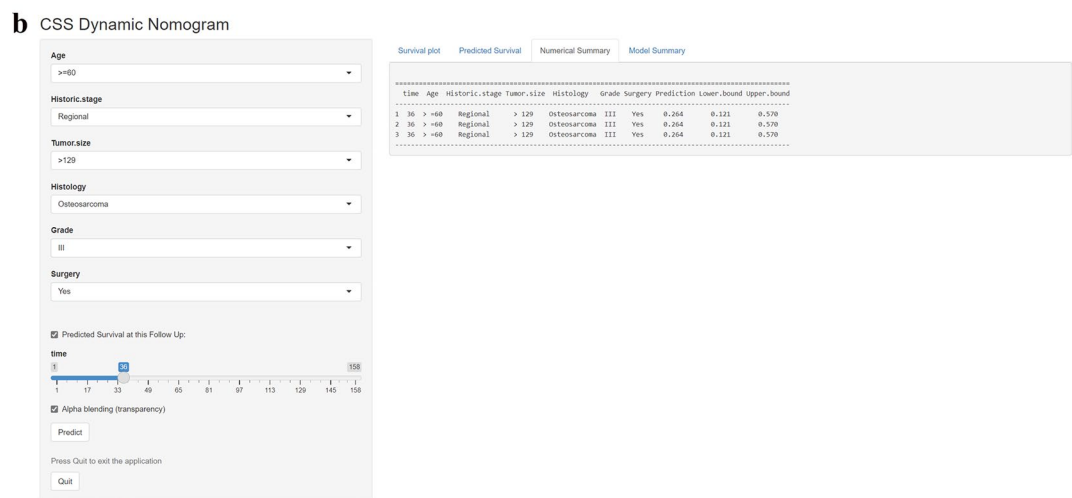 b CSS Dynamic Nomogram
Age
>=60
Historic.stage
Regional
Tumor.size
>129
Histology
Osteosarcoma
Grade
III
Surgery
Yes
Predicted Survival at this Follow Up:
time
1 36 158
1 17 33 49 65 81 97 113 129 145 158
Alpha blending (transparency)
Predict
Press Quit to exit the application
Quit
Survival plot Predicted Survival Numerical Summary Model Summary
time Age Historic.stage Tumor.size Histology Grade Surgery Prediction Lower.bound Upper.bound
1 36 > =60 Regional > 129 Osteosarcoma III Yes 0.264 0.121 0.570
2 36 > =60 Regional > 129 Osteosarcoma III Yes 0.264 0.121 0.570
3 36 > =60 Regional > 129 Osteosarcoma III Yes 0.264 0.121 0.570